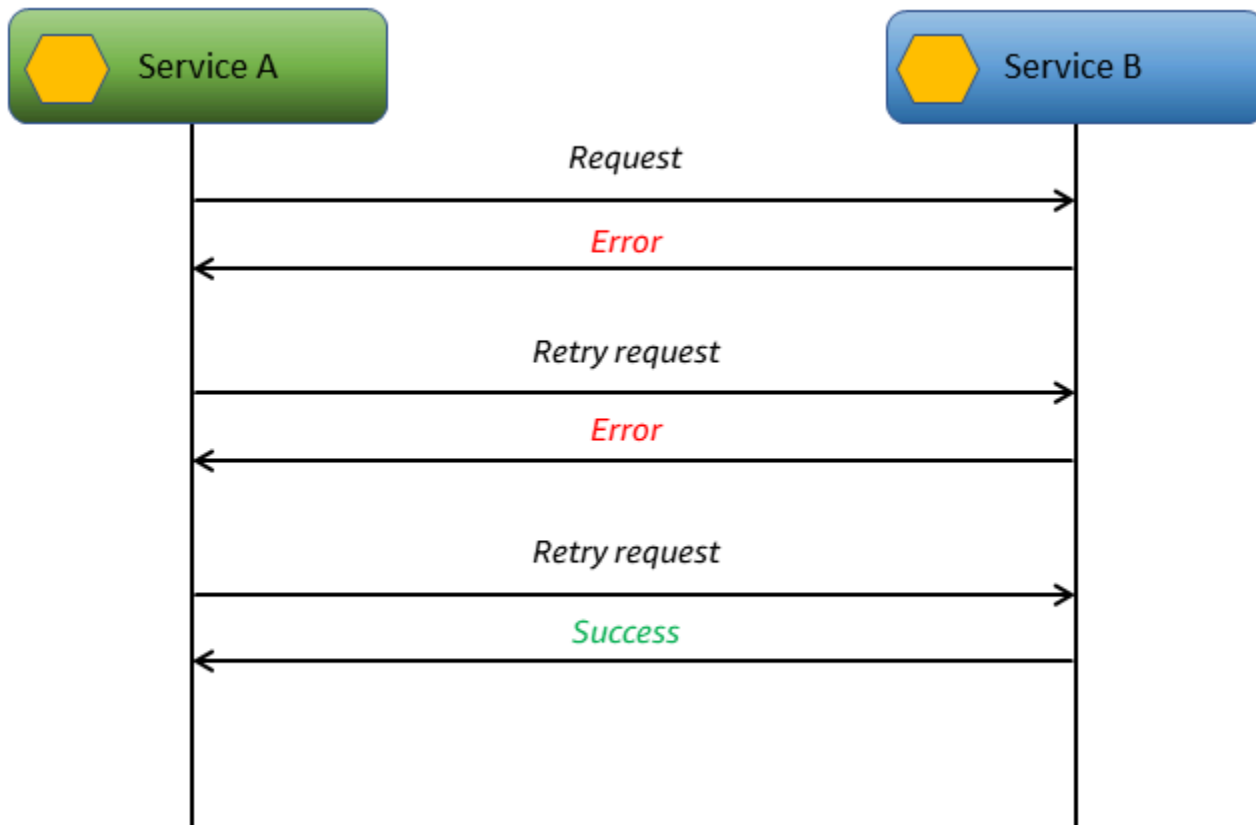 Service A
Service B
Request
Error
Retry request
Error
Retry request
Success